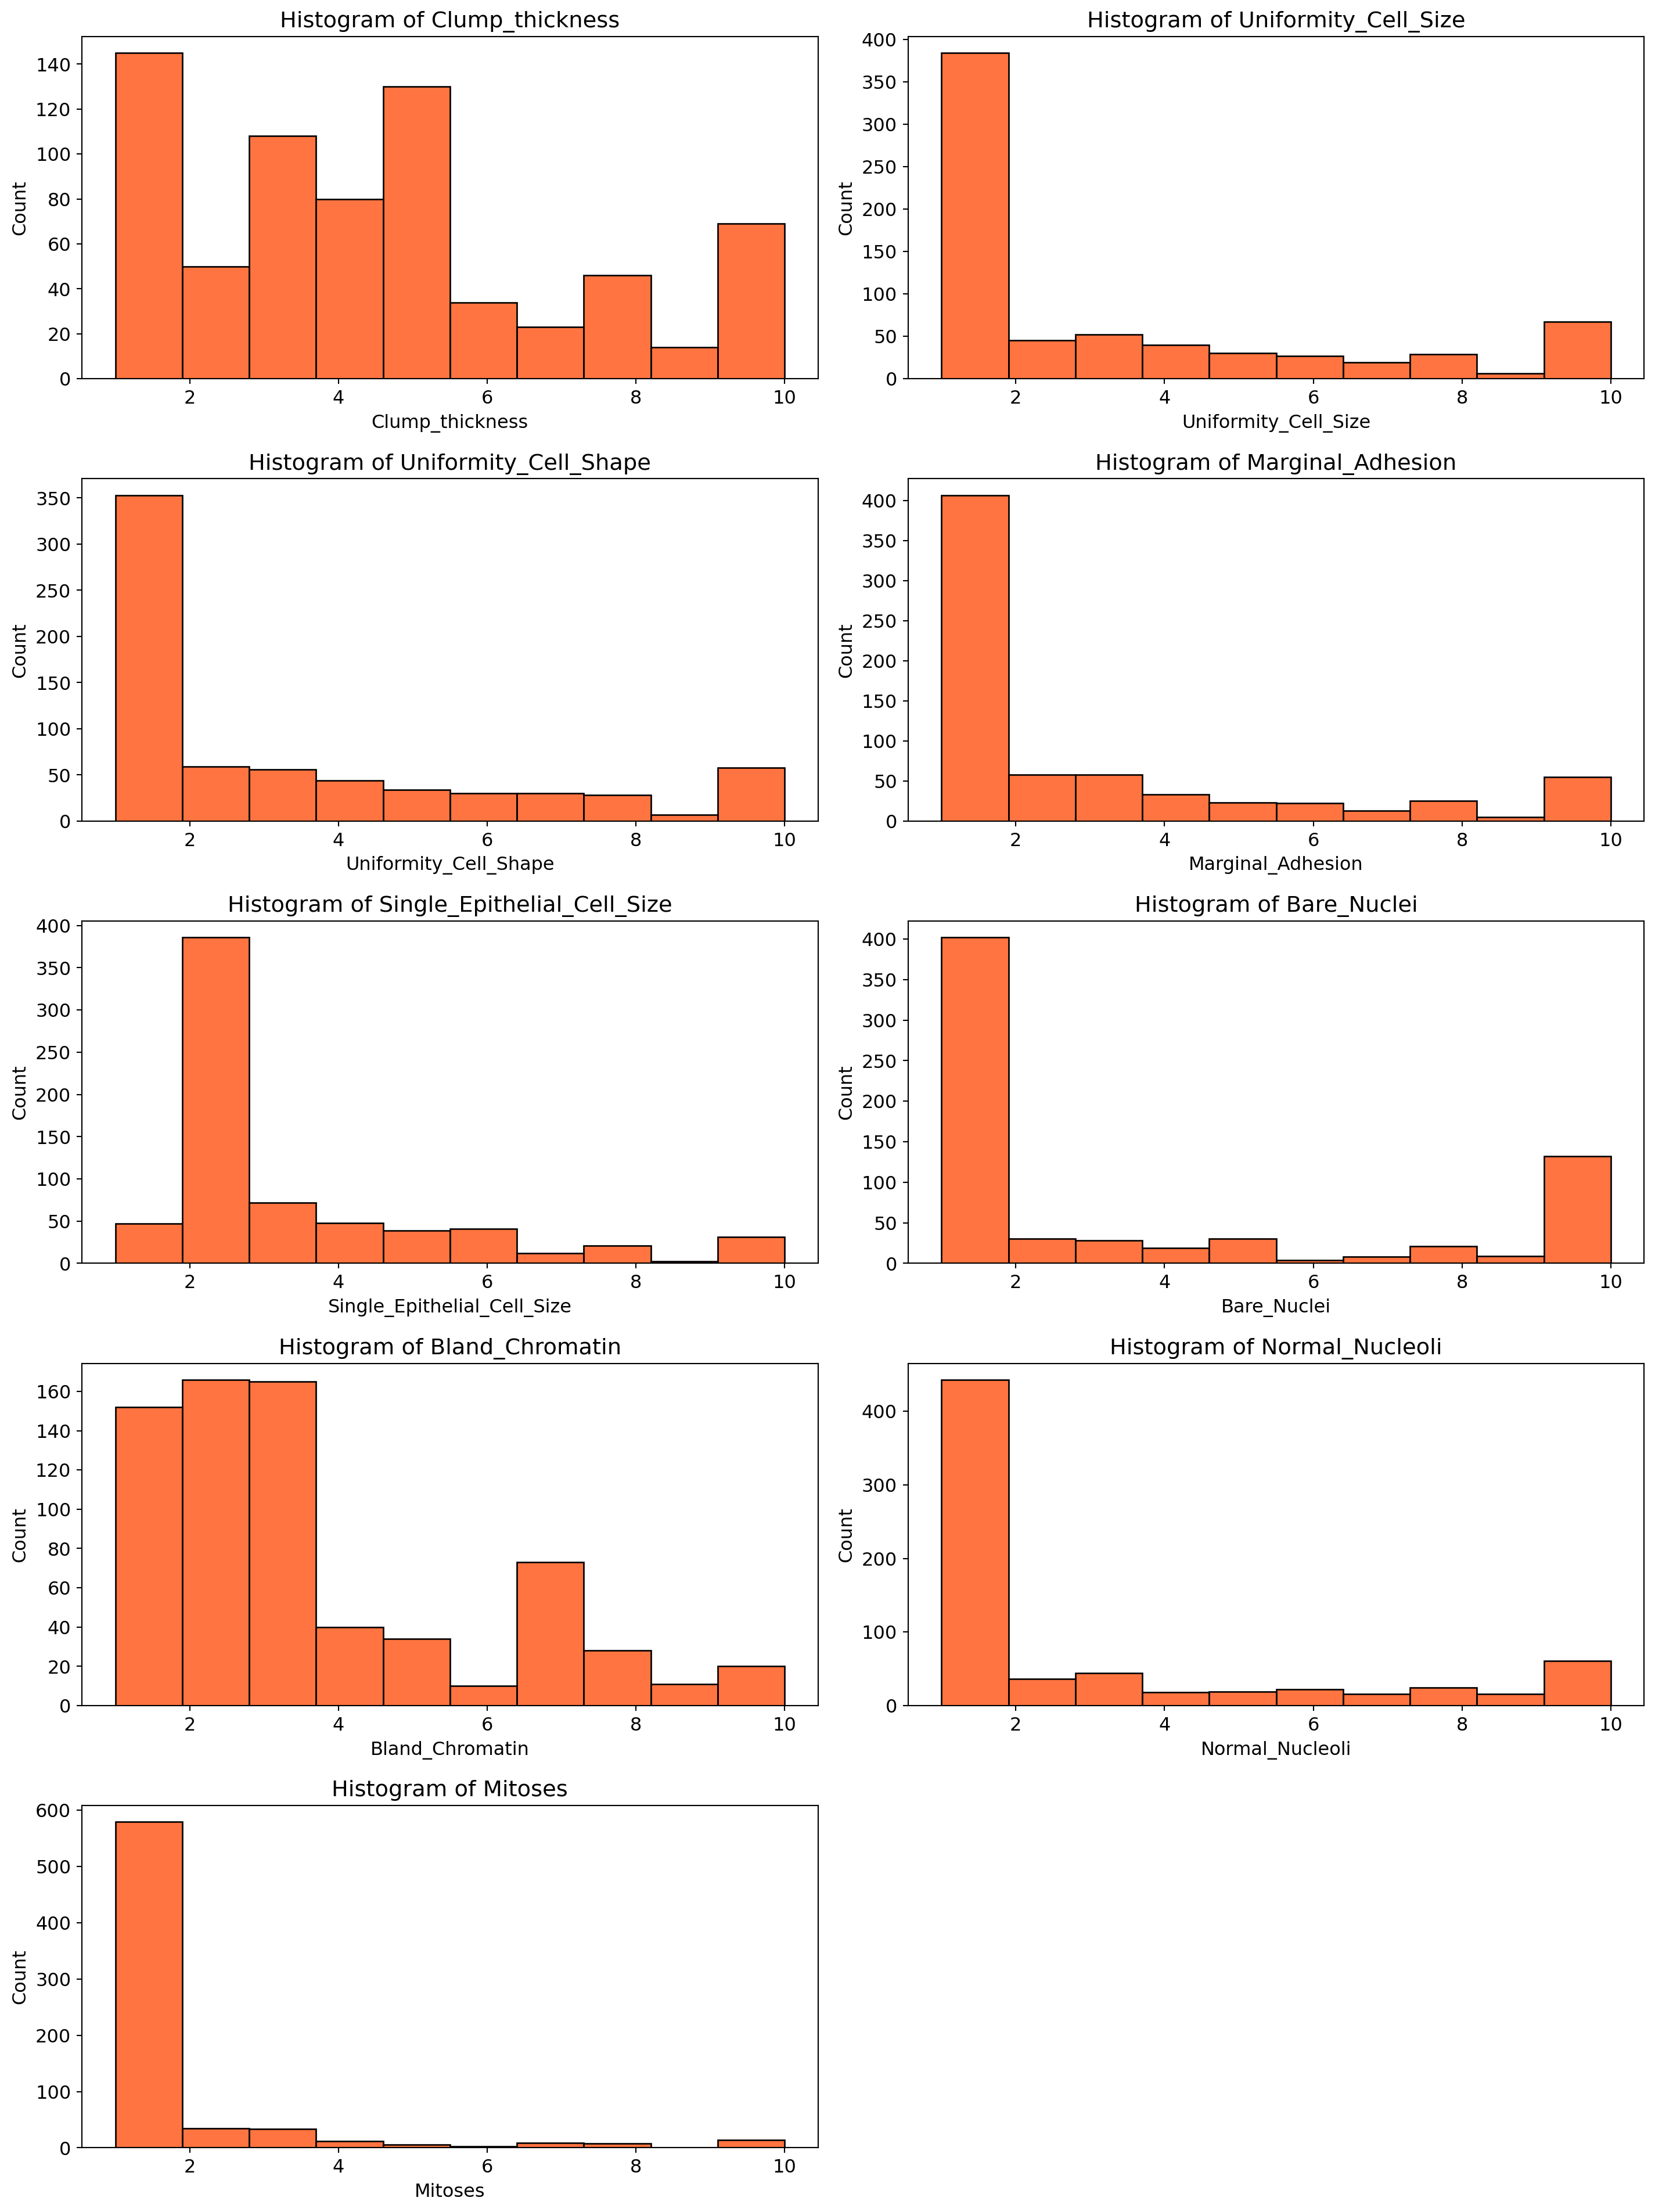 Histogram of Clump_thickness
140
120
100
80
60
40
20
0
Count
2 4 6 8 10
Clump_thickness
Histogram of Uniformity_Cell_Size
400
350
300
250
200
150
100
50
0
Count
2 4 6 8 10
Uniformity_Cell_Size
Histogram of Uniformity_Cell_Shape
350
300
250
200
150
100
50
0
Count
2 4 6 8 10
Uniformity_Cell_Shape
Histogram of Marginal_Adhesion
400
350
300
250
200
150
100
50
0
Count
2 4 6 8 10
Marginal_Adhesion
Histogram of Single_Epithelial_Cell_Size
400
350
300
250
200
150
100
50
0
Count
2 4 6 8 10
Single_Epithelial_Cell_Size
Histogram of Bare_Nuclei
400
350
300
250
200
150
100
50
0
Count
2 4 6 8 10
Bare_Nuclei
Histogram of Bland_Chromatin
160
140
120
100
80
60
40
20
0
Count
2 4 6 8 10
Bland_Chromatin
Histogram of Normal_Nucleoli
400
300
200
100
0
Count
2 4 6 8 10
Normal_Nucleoli
Histogram of Mitoses
600
500
400
300
200
100
0
Count
2 4 6 8 10
Mitoses